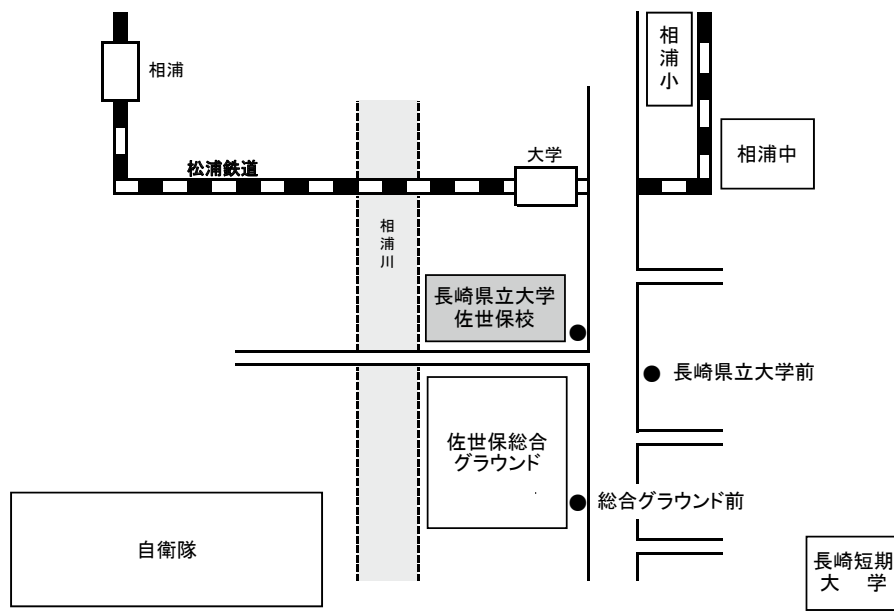 相浦小
相浦
相浦中
大学
松浦鉄道
相浦川
長崎県立大学
佐世保校
長崎県立大学前
佐世保総合
グラウンド
総合グラウンド前
自衛隊
長崎短期
大 学